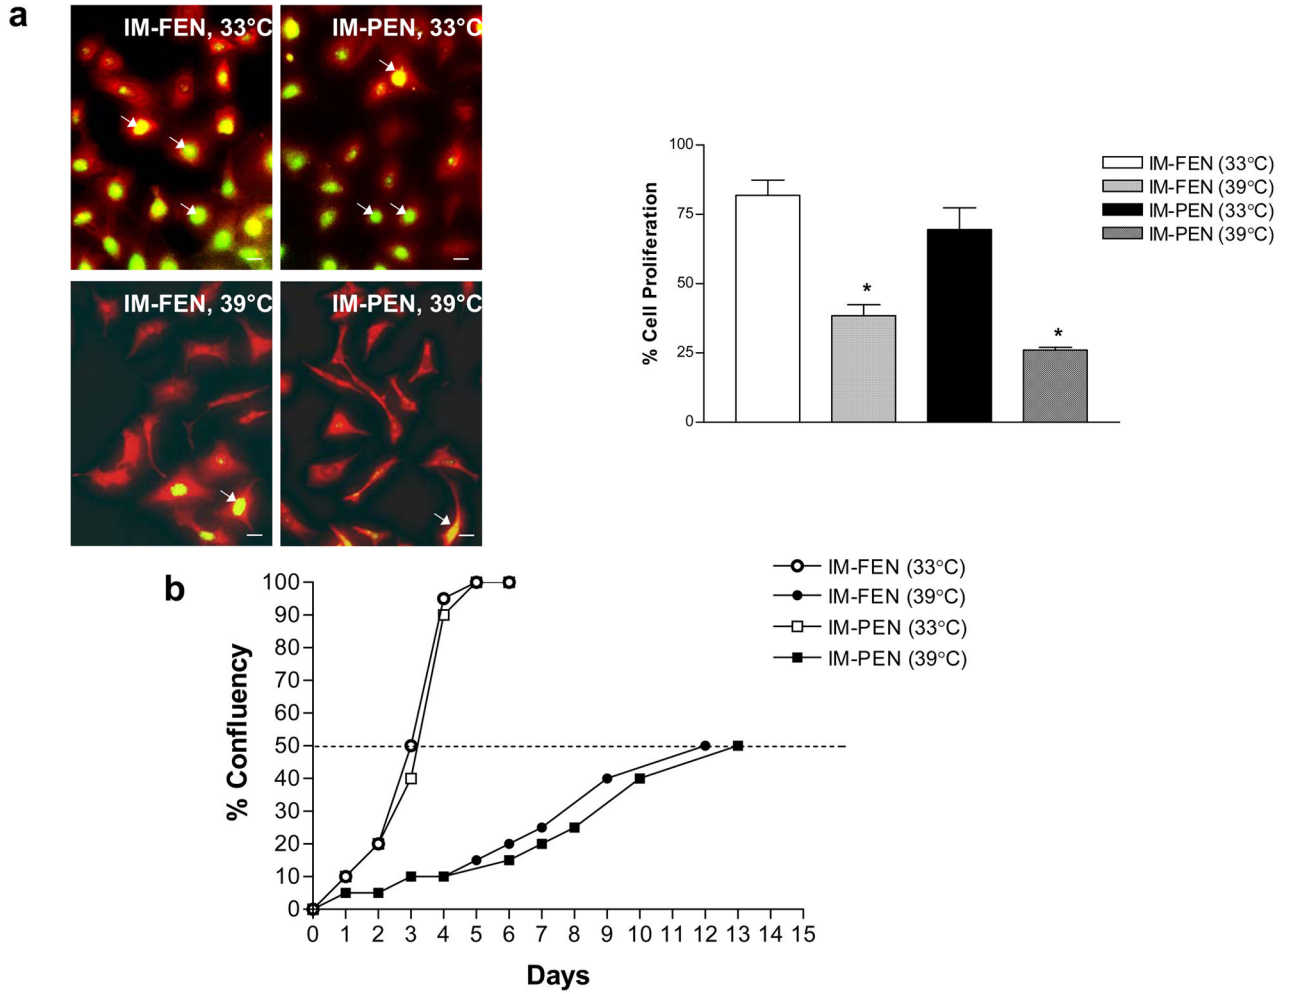 a
IM-FEN, 33°C
IM-PEN, 33°C
IM-FEN, 39°C
IM-PEN, 39°C
% Cell Proliferation
100
75
50
25
0
*
*
IM-FEN (33°C)
IM-FEN (39°C)
IM-PEN (33°C)
IM-PEN (39°C)
b
% Confluency
100
90
80
70
60
50
40
30
20
10
0
0 1 2 3 4 5 6 7 8 9 10 11 12 13 14 15
Days
IM-FEN (33°C)
IM-FEN (39°C)
IM-PEN (33°C)
IM-PEN (39°C)